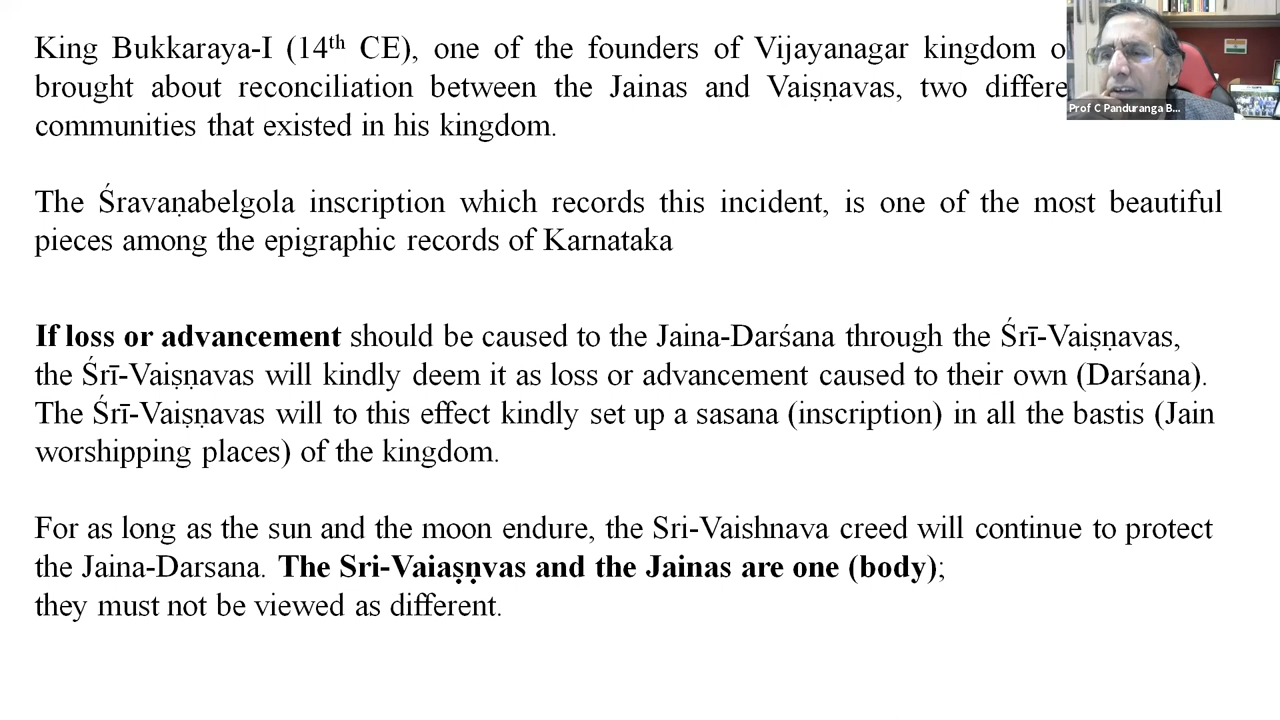 King Bukkaraya-I (14th CE), one of the founders of Vijayanagar kingdom
brought about reconciliation between the Jainas and Vaiṣṇavas, two
communities that existed in his kingdom.
The Śravaṇabelgola inscription which records this incident, is one of the most beautiful
pieces among the epigraphic records of Karnataka
If loss or advancement should be caused to the Jaina-Darśana through the Śrī-Vaiṣṇavas,
the Śrī-Vaiṣṇavas will kindly deem it as loss or advancement caused to their own (Darśana).
The Śrī-Vaiṣṇavas will to this effect kindly set up a sasana (inscription) in all the bastis (Jain
worshipping places) of the kingdom.
For as long as the sun and the moon endure, the Sri-Vaishnava creed will continue to protect
the Jaina-Darsana. The Sri-Vaiaṣṇvas and the Jainas are one (body);
they must not be viewed as different.
Prof C Panduranga B...